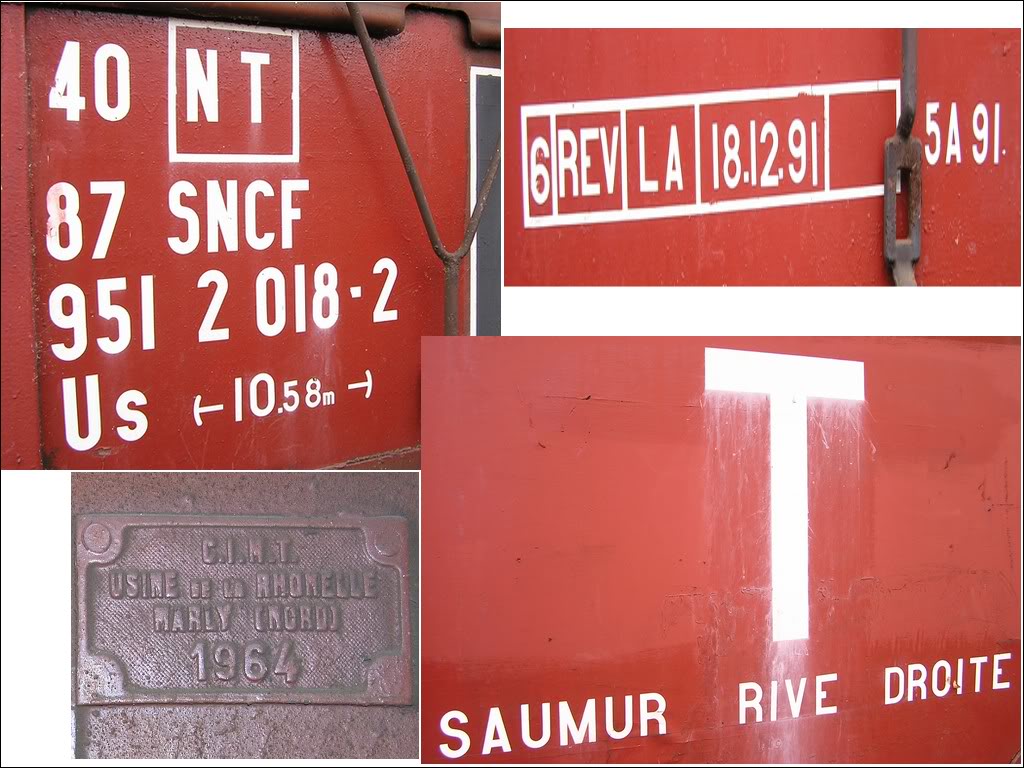 40 NT
87 SNCF
951 2 018-2
Us ←10.58m→
6 REV LA 18.12.91 5A 91.
T
SAUMUR RIVE DROITE
C.I.M.T.
USINE DE LA RHONELLE
MARLY (NORD)
1964